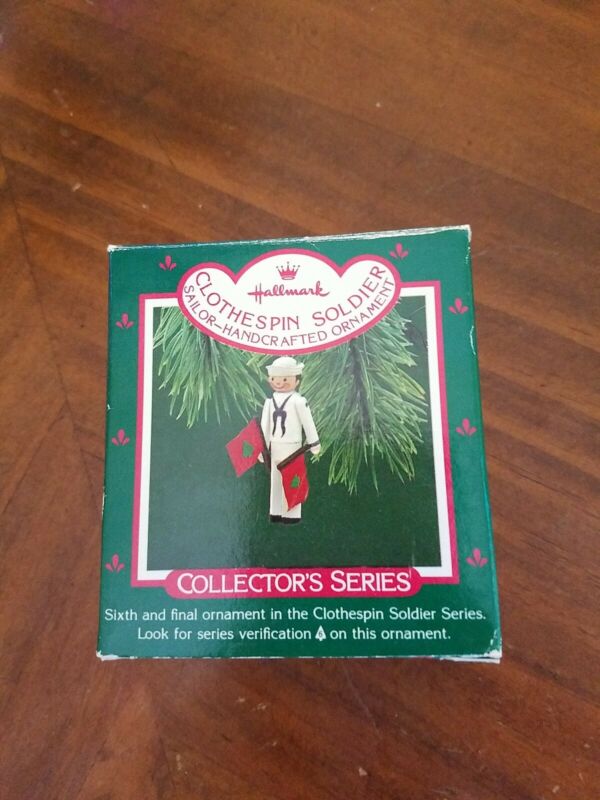 Hallmark
CLOTHESPIN SOLDIER
SAILOR–HANDCRAFTED ORNAMENT
COLLECTOR'S SERIES
Sixth and final ornament in the Clothespin Soldier Series.
Look for series verification 6 on this ornament.